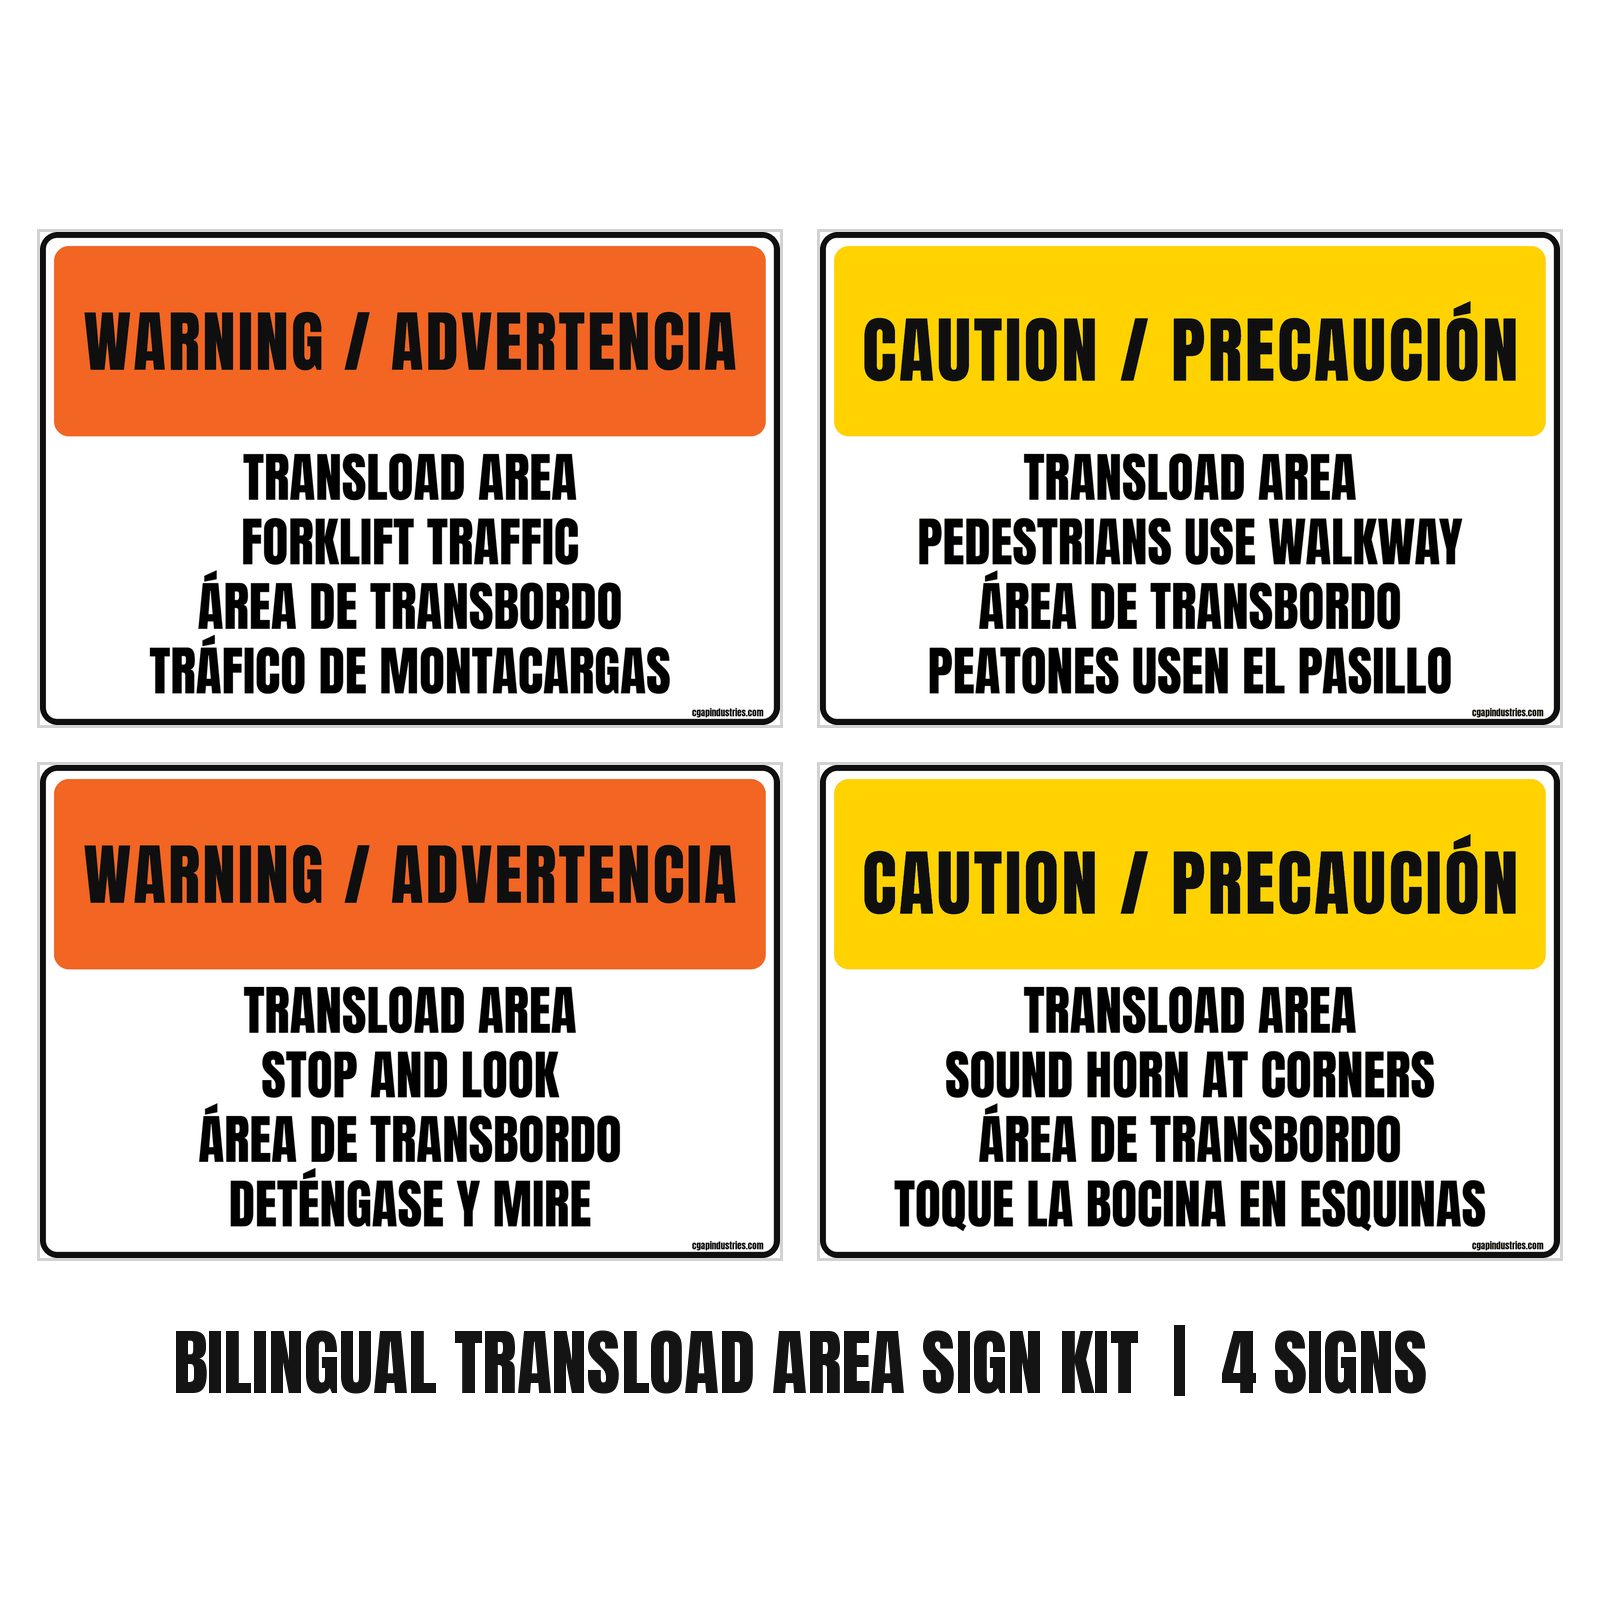 WARNING / ADVERTENCIA
TRANSLOAD AREA
FORKLIFT TRAFFIC
ÁREA DE TRANSBORDO
TRÁFICO DE MONTACARGAS
cgapindustries.com
CAUTION / PRECAUCIÓN
TRANSLOAD AREA
PEDESTRIANS USE WALKWAY
ÁREA DE TRANSBORDO
PEATONES USEN EL PASILLO
cgapindustries.com
WARNING / ADVERTENCIA
TRANSLOAD AREA
STOP AND LOOK
ÁREA DE TRANSBORDO
DETÉNGASE Y MIRE
cgapindustries.com
CAUTION / PRECAUCIÓN
TRANSLOAD AREA
SOUND HORN AT CORNERS
ÁREA DE TRANSBORDO
TOQUE LA BOCINA EN ESQUINAS
cgapindustries.com
BILINGUAL TRANSLOAD AREA SIGN KIT | 4 SIGNS